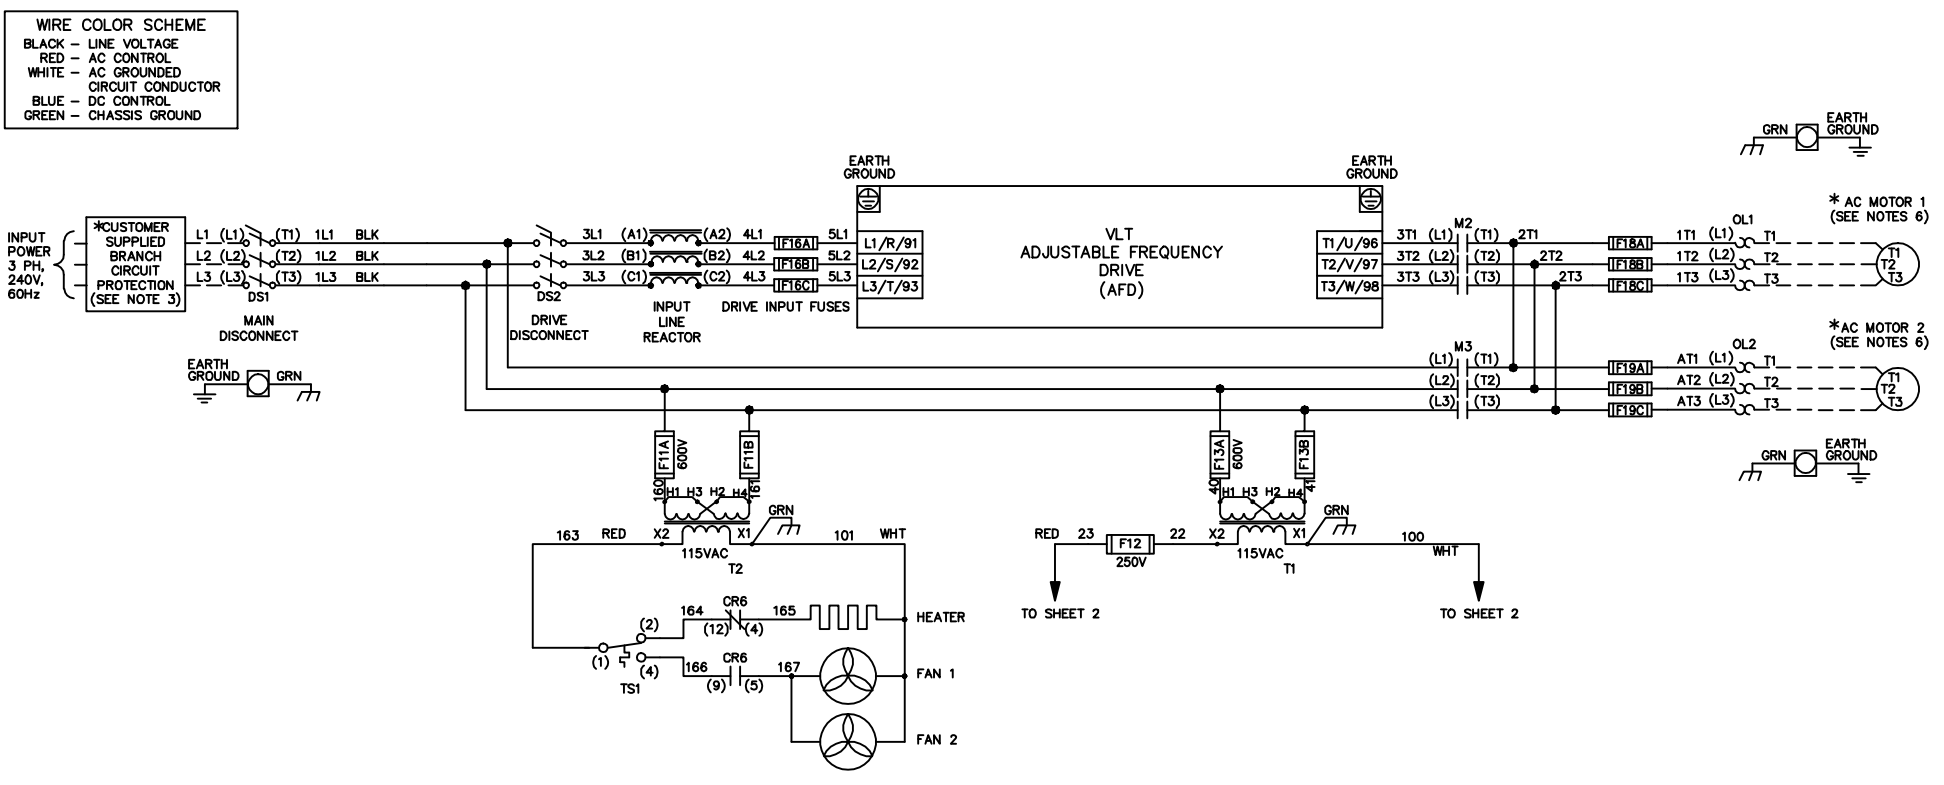 WIRE COLOR SCHEME
BLACK – LINE VOLTAGE
RED – AC CONTROL
WHITE – AC GROUNDED
CIRCUIT CONDUCTOR
BLUE – DC CONTROL
GREEN – CHASSIS GROUND
GRN
EARTH
GROUND
EARTH
GROUND
EARTH
GROUND
INPUT
POWER
3 PH,
240V,
60Hz
*CUSTOMER
SUPPLIED
BRANCH
CIRCUIT
PROTECTION
(SEE NOTE 3)
L1 (L1) (T1) 1L1 BLK
L2 (L2) (T2) 1L2 BLK
L3 (L3) (T3) 1L3 BLK
DS1
MAIN
DISCONNECT
3L1 (A1) (A2) 4L1 F16A 5L1 L1/R/91
3L2 (B1) (B2) 4L2 F16B 5L2 L2/S/92
3L3 (C1) (C2) 4L3 F16C 5L3 L3/T/93
DS2
DRIVE
DISCONNECT
INPUT
LINE
REACTOR
DRIVE INPUT FUSES
VLT
ADJUSTABLE FREQUENCY
DRIVE
(AFD)
M2
T1/U/96 3T1 (L1) (T1) 2T1 F18A 1T1 (L1) T1
T2/V/97 3T2 (L2) (T2) 2T2 F18B 1T2 (L2) T2
T3/W/98 3T3 (L3) (T3) 2T3 F18C 1T3 (L3) T3
OL1
* AC MOTOR 1
(SEE NOTES 6)
T1
T2
T3
EARTH
GROUND
GRN
M3
(L1) (T1) F19A AT1 (L1) T1
(L2) (T2) F19B AT2 (L2) T2
(L3) (T3) F19C AT3 (L3) T3
OL2
* AC MOTOR 2
(SEE NOTES 6)
T1
T2
T3
GRN
EARTH
GROUND
F11A
600V
F11B
160
161
H1 H3 H2 H4
GRN
163 RED X2 X1 101 WHT
115VAC
T2
F13A
600V
F13B
40
41
H1 H3 H2 H4
GRN
RED 23 F12 22 X2 X1 100
WHT
250V
115VAC
T1
TO SHEET 2
TO SHEET 2
164 CR6 165 HEATER
(12) (4)
(2)
(1)
(4)
TS1
166 CR6 167 FAN 1
(9) (5)
FAN 2